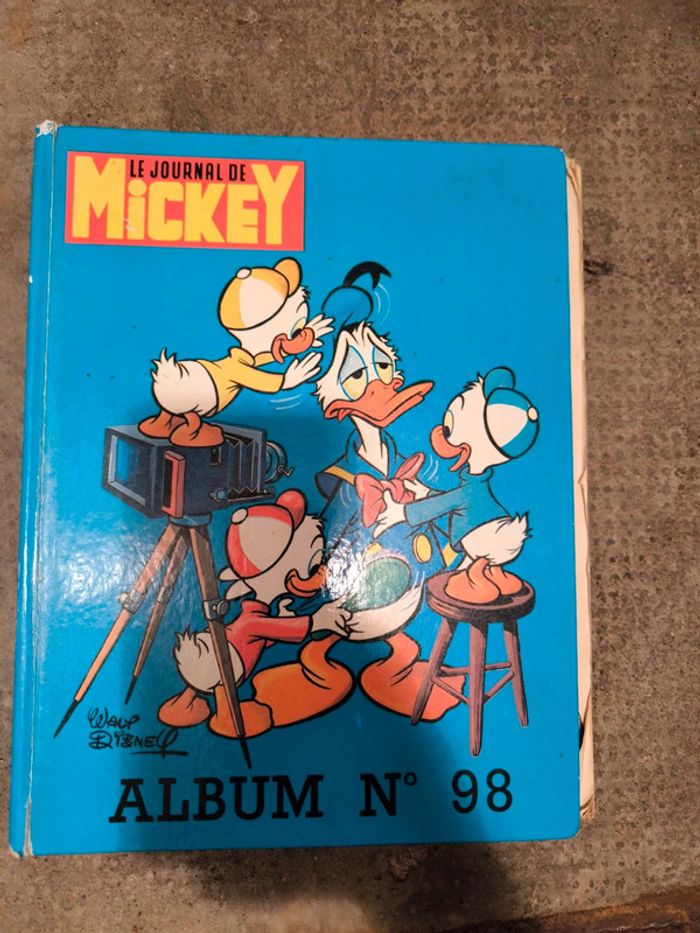 LE JOURNAL DE
MiCKEY
WALT
DISNEY
ALBUM N° 98